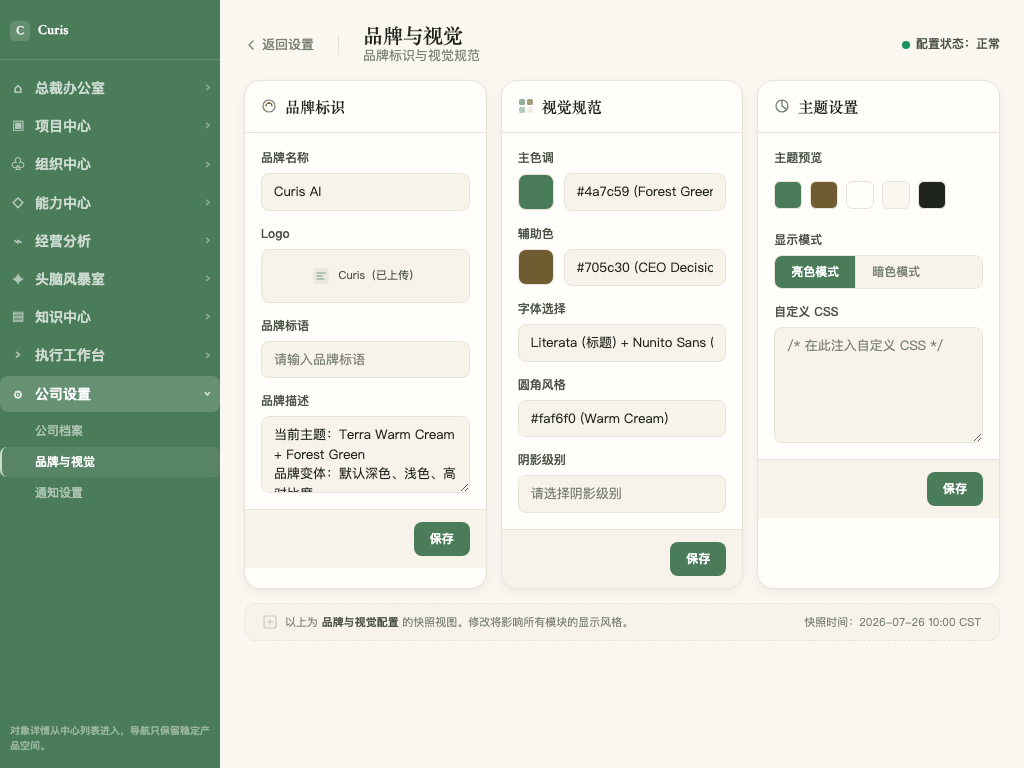 C Curis
总裁办公室
项目中心
组织中心
能力中心
经营分析
头脑风暴室
知识中心
执行工作台
公司设置
公司档案
品牌与视觉
通知设置
对象详情从中心列表进入，导航只保留稳定产
品空间。
返回设置
品牌与视觉
品牌标识与视觉规范
配置状态：正常
品牌标识
品牌名称
Curis AI
Logo
Curis（已上传）
品牌标语
请输入品牌标语
品牌描述
当前主题：Terra Warm Cream
+ Forest Green
品牌变体：默认深色、浅色、高
对比度
保存
视觉规范
主色调
#4a7c59 (Forest Green
辅助色
#705c30 (CEO Decisic
字体选择
Literata (标题) + Nunito Sans (
圆角风格
#faf6f0 (Warm Cream)
阴影级别
请选择阴影级别
保存
主题设置
主题预览
显示模式
亮色模式 暗色模式
自定义 CSS
/* 在此注入自定义 CSS */
保存
以上为 品牌与视觉配置 的快照视图。修改将影响所有模块的显示风格。
快照时间：2026-07-26 10:00 CST